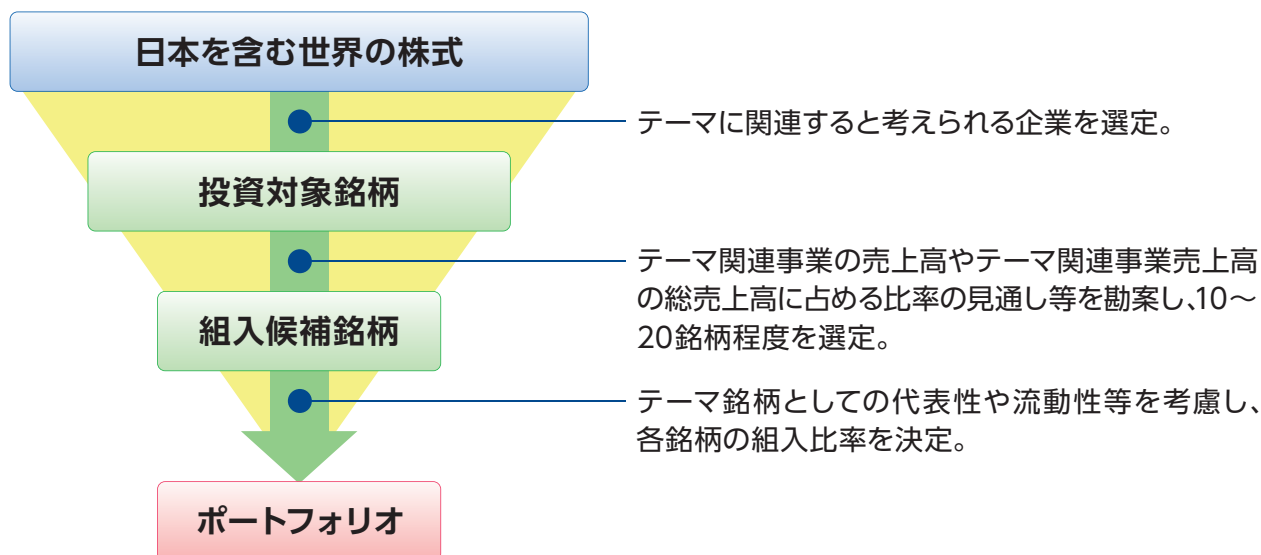 日本を含む世界の株式
テーマに関連すると考えられる企業を選定。
投資対象銘柄
テーマ関連事業の売上高やテーマ関連事業売上高
の総売上高に占める比率の見通し等を勘案し、10～
20銘柄程度を選定。
組入候補銘柄
テーマ銘柄としての代表性や流動性等を考慮し、
各銘柄の組入比率を決定。
ポートフォリオ